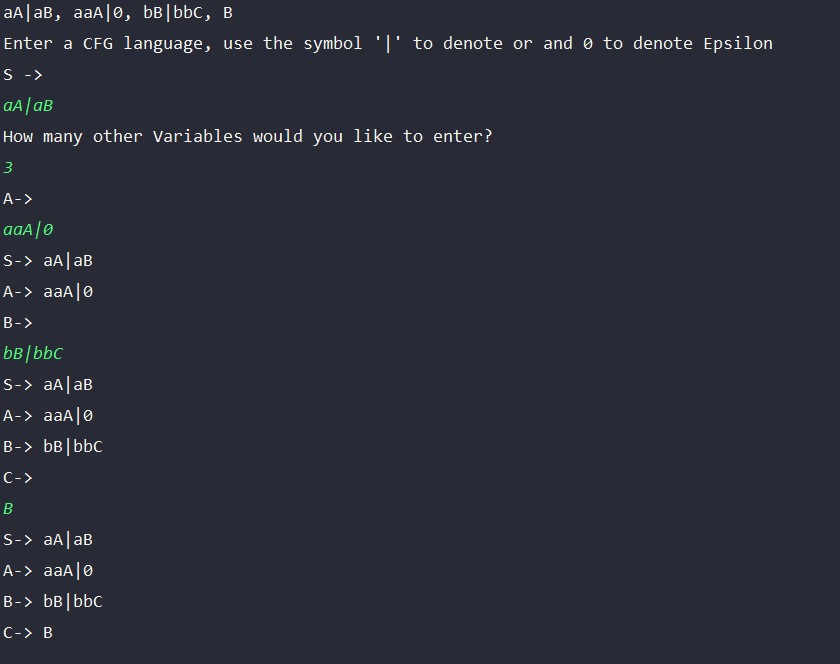 aA|aB, aaA|0, bB|bbC, B
Enter a CFG language, use the symbol '|' to denote or and 0 to denote Epsilon
S ->
aA|aB
How many other Variables would you like to enter?
3
A->
aaA|0
S-> aA|aB
A-> aaA|0
B->
bB|bbC
S-> aA|aB
A-> aaA|0
B-> bB|bbC
C->
B
S-> aA|aB
A-> aaA|0
B-> bB|bbC
C-> B